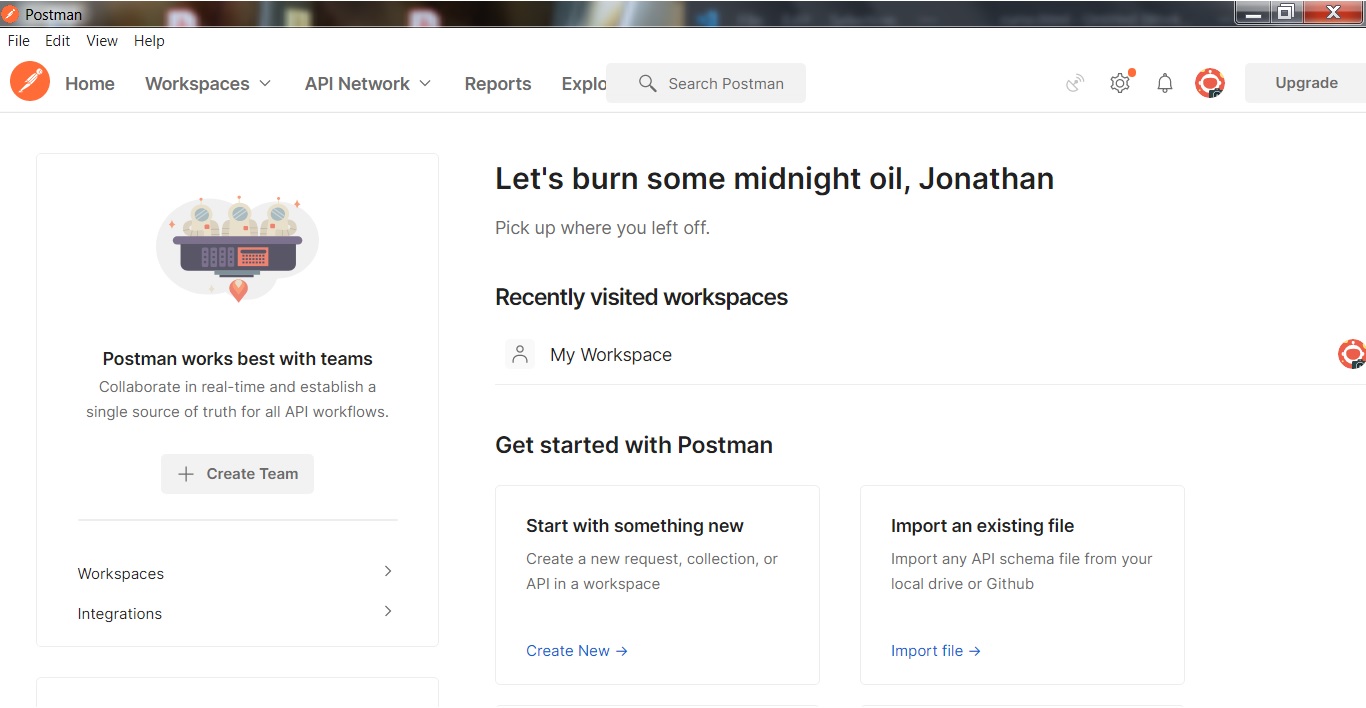 Postman
File Edit View Help
Home Workspaces API Network Reports Explo Search Postman Upgrade
Let's burn some midnight oil, Jonathan
Pick up where you left off.
Recently visited workspaces
My Workspace
Postman works best with teams
Collaborate in real-time and establish a
single source of truth for all API workflows.
Create Team
Workspaces
Integrations
Get started with Postman
Start with something new
Create a new request, collection, or
API in a workspace
Create New →
Import an existing file
Import any API schema file from your
local drive or Github
Import file →